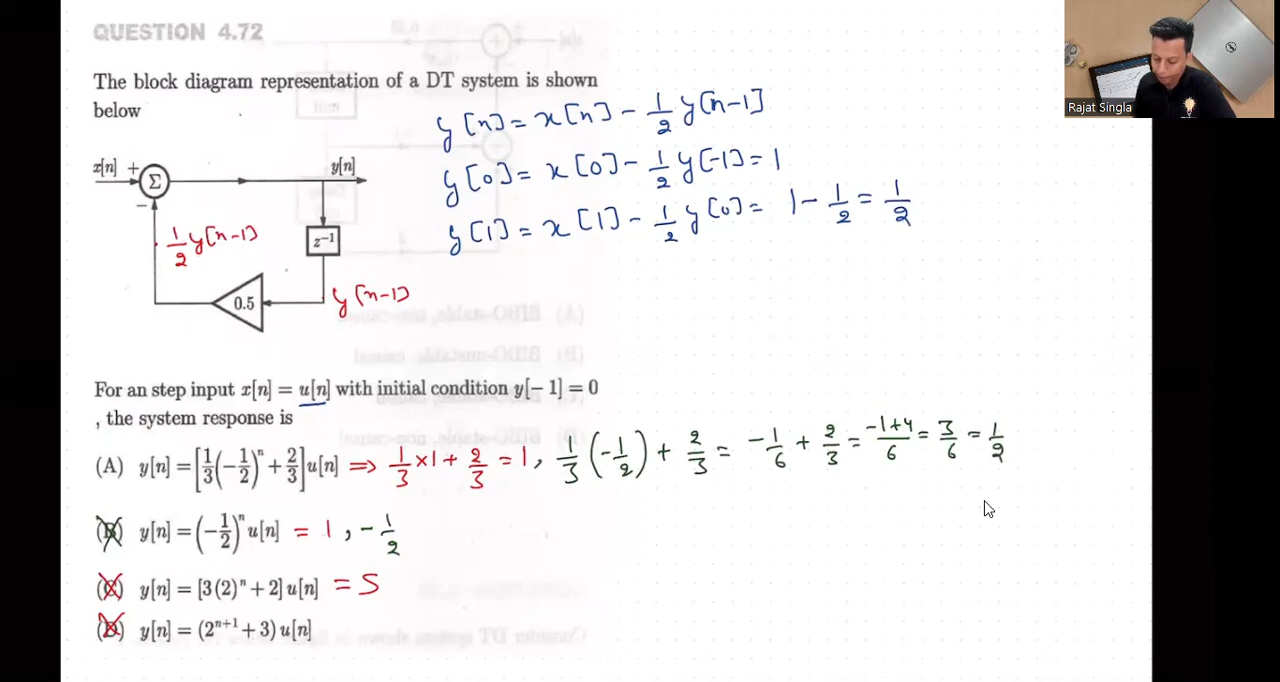 QUESTION 4.72
The block diagram representation of a DT system is shown
below
x[n] + Σ − y[n]
z⁻¹
0.5
1/2 y[n-1]
y[n-1]
y[n] = x[n] - 1/2 y[n-1]
y[0] = x[0] - 1/2 y[-1] = 1
y[1] = x[1] - 1/2 y[0] = 1 - 1/2 = 1/2
For an step input x[n] = u[n] with initial condition y[− 1] = 0
, the system response is
(A) y[n] = [1/3(−1/2)ⁿ + 2/3]u[n] ⇒ 1/3 × 1 + 2/3 = 1, 1/3(-1/2) + 2/3 = -1/6 + 2/3 = -1+4/6 = 3/6 = 1/2
(B) y[n] = (−1/2)ⁿ u[n] = 1, -1/2
(C) y[n] = [3(2)ⁿ + 2] u[n] = 5
(D) y[n] = (2ⁿ⁺¹ + 3) u[n]
Rajat Singla